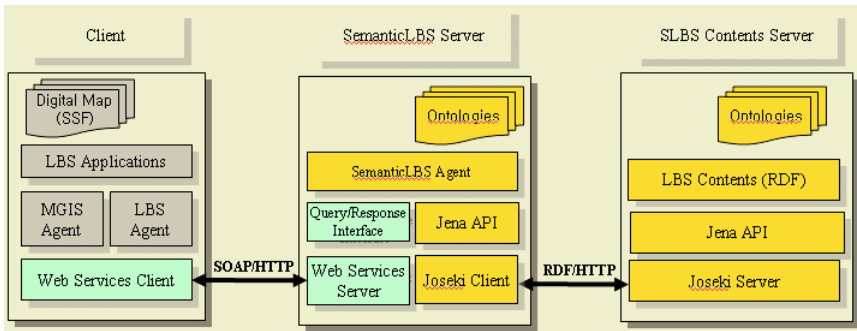 Client
SemanticLBS Server
SLBS Contents Server
Digital Map
(SSF)
LBS Applications
MGIS
Agent
LBS
Agent
Web Services Client
SOAP/HTTP
Ontologies
SemanticLBS Agent
Query/Response
Interface
Jena API
Web Services
Server
Joseki Client
RDF/HTTP
Ontologies
LBS Contents (RDF)
Jena API
Joseki Server